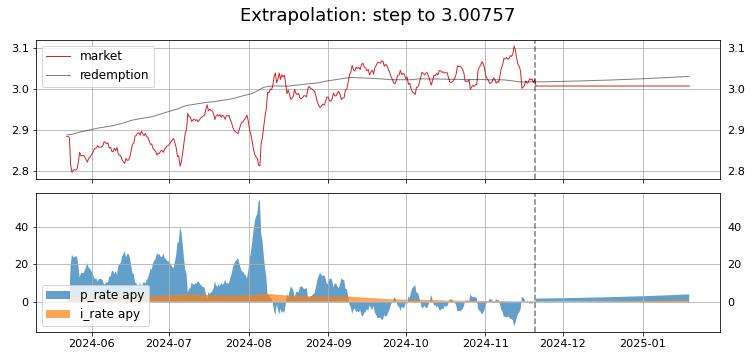 Extrapolation: step to 3.00757
3.1 3.1
market
redemption
3.0 3.0
2.9 2.9
2.8 2.8
40 40
20 20
p_rate apy
i_rate apy
0 0
2024-06 2024-07 2024-08 2024-09 2024-10 2024-11 2024-12 2025-01